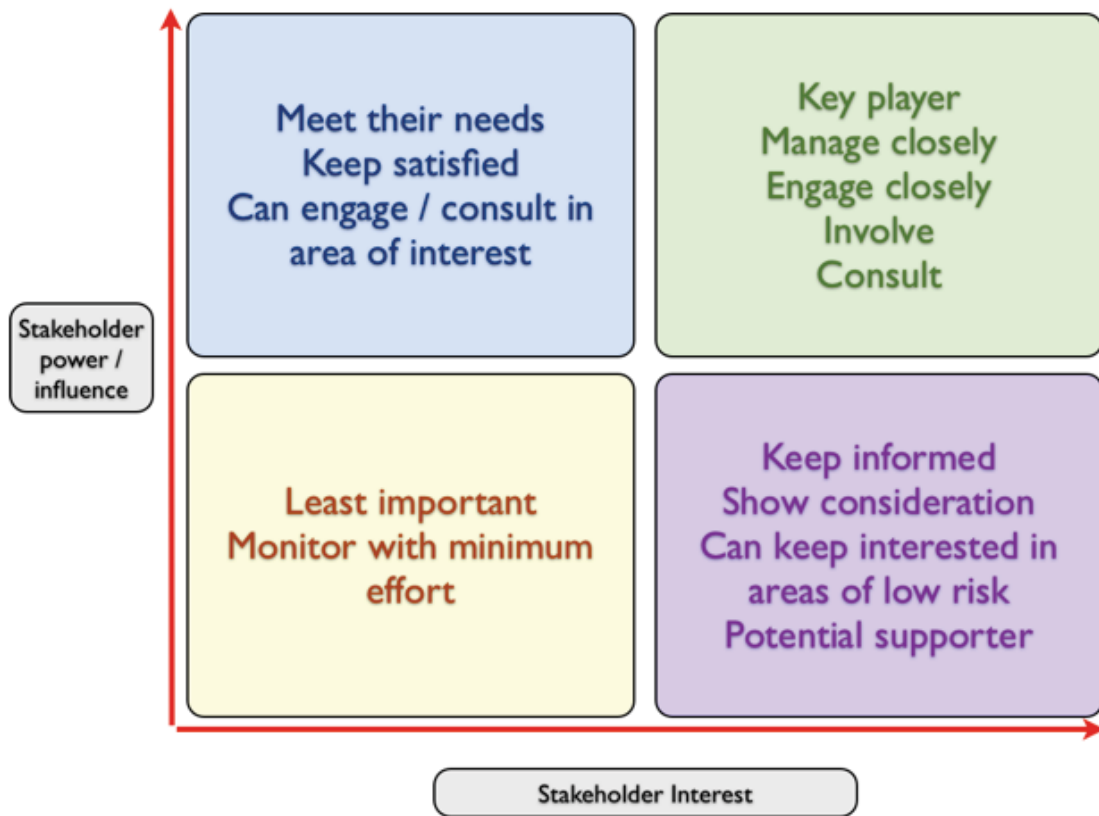 Meet their needs
Keep satisfied
Can engage / consult in
area of interest
Key player
Manage closely
Engage closely
Involve
Consult
Stakeholder
power /
influence
Least important
Monitor with minimum
effort
Keep informed
Show consideration
Can keep interested in
areas of low risk
Potential supporter
Stakeholder Interest